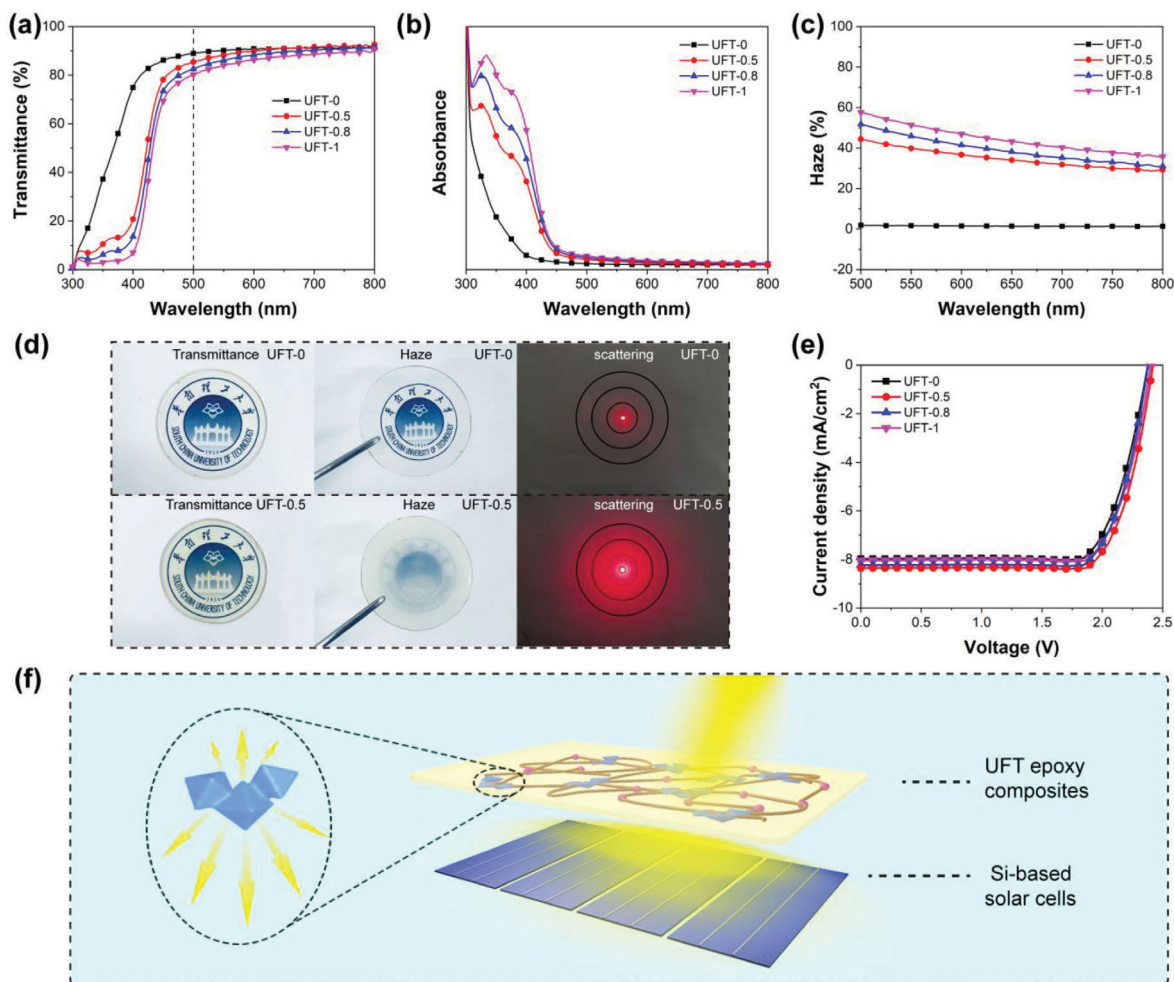 (a)
100
80
60
40
20
0
300
400
500
600
700
800
Transmittance (%)
Wavelength (nm)
UFT-0
UFT-0.5
UFT-0.8
UFT-1
(b)
Absorbance
300
400
500
600
700
800
Wavelength (nm)
UFT-0
UFT-0.5
UFT-0.8
UFT-1
(c)
100
80
60
40
20
0
-20
500
550
600
650
700
750
800
Haze (%)
Wavelength (nm)
UFT-0
UFT-0.5
UFT-0.8
UFT-1
(d)
Transmittance UFT-0
SOUTH CHINA UNIVERSITY OF TECHNOLOGY
Haze UFT-0
SOUTH CHINA UNIVERSITY OF TECHNOLOGY
scattering UFT-0
Transmittance UFT-0.5
SOUTH CHINA UNIVERSITY OF TECHNOLOGY
Haze UFT-0.5
scattering UFT-0.5
(e)
0
-2
-4
-6
-8
-10
0.0
0.5
1.0
1.5
2.0
2.5
Current density (mA/cm²)
Voltage (V)
UFT-0
UFT-0.5
UFT-0.8
UFT-1
(f)
UFT epoxy
composites
Si-based
solar cells